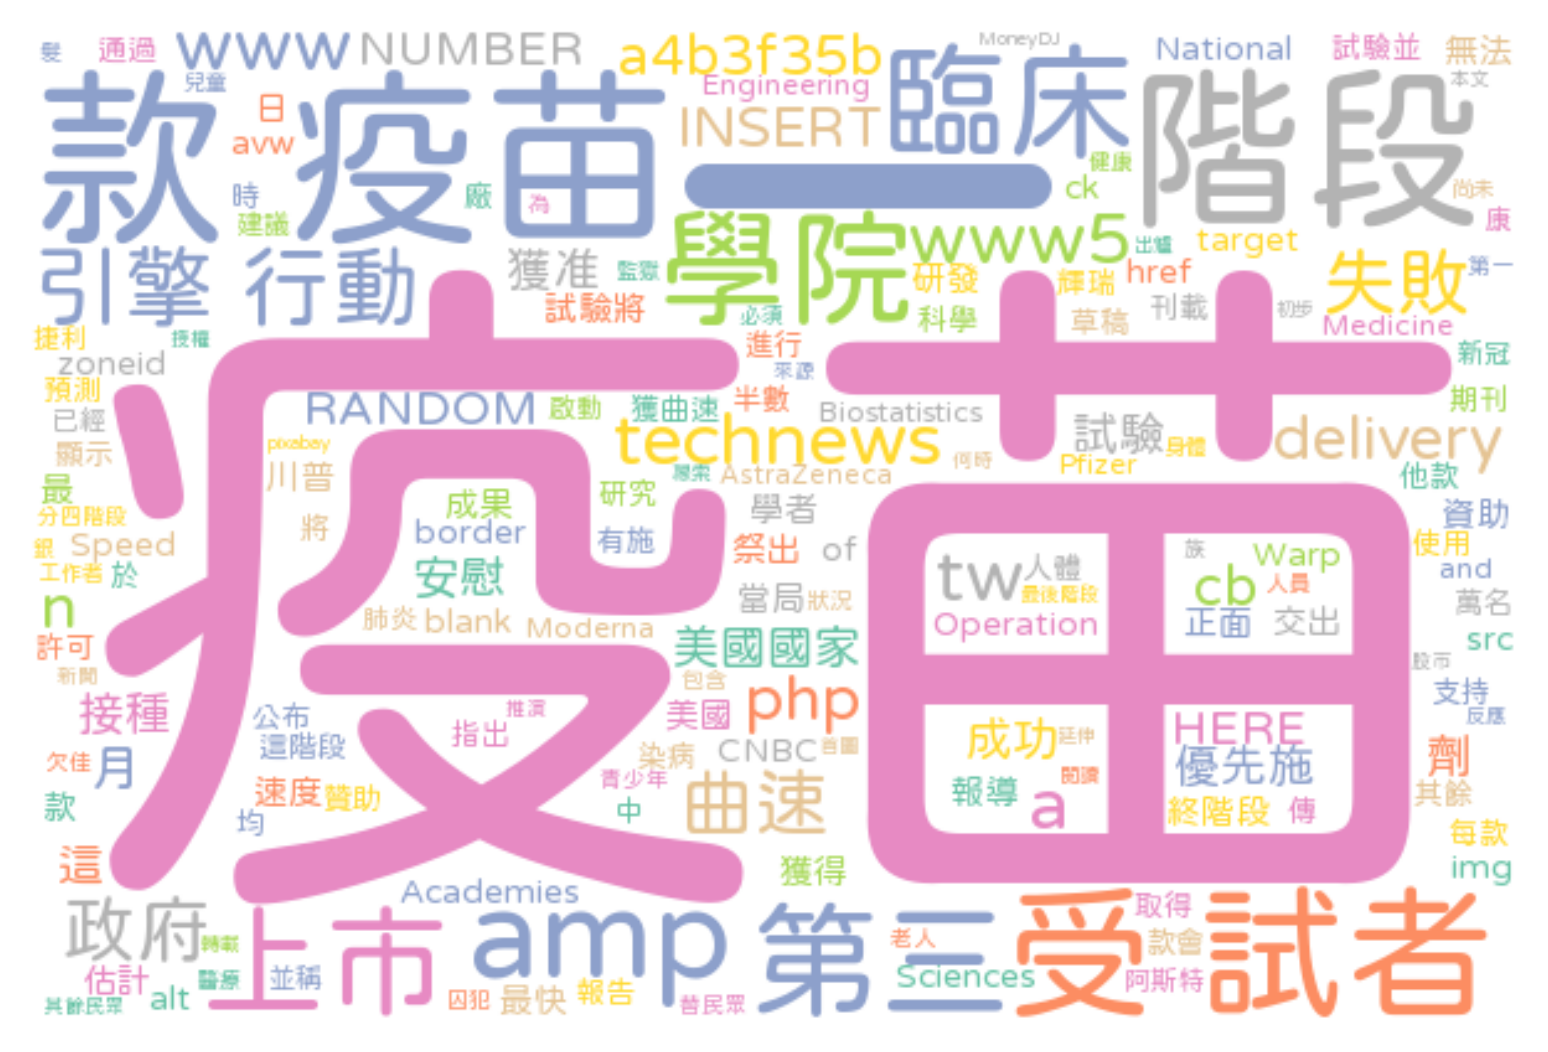 髮 通過 www NUMBER a4b3f35b MoneyDJ National 試驗並 無法
兒童 Engineering 臨床 本文
款 疫苗 日 INSERT 階段
avw 一 健康
時 廠 為 ck 尚未
建議 學院 www5 出爐 target 康
引擎 行動 獲准 監獄 研發 輝瑞 href 失敗 第一
試驗將 必須 科學 草稿 刊載 初步 Medicine
捷利 授權 進行 新冠
zoneid 來源
預測 RANDOM 啟動 獲曲速 半數 Biostatistics 期刊
已經 疫苗
顯示 pixabay technews 試驗 身體 delivery
川普 AstraZeneca 何時 Pfizer 他款
最 成果 研究 學者
分四階段 將 border 有施 資助
銀 Speed 祭出 of tw 人體 族 Warp 使用
工作者 於 安慰 最後階段 cb 人員 and
n 當局 狀況 萬名
肺炎 blank Moderna Operation 正面 交出
許可 美國國家 src
新聞 包含 股市
接種 公布 推演 美國 php 支持
這階段 指出 CNBC 首圖 成功 延伸 HERE 反應
欠佳 月 染病 優先施 劑
速度 贊助 青少年 報導 閱讀
款 均 中 曲速 a 終階段 傳 其餘
每款
這 獲得 img
Academies
政府 轉載 上市 amp 第三 老人 受試者 取得
款會
估計 醫療 並稱 Sciences 阿斯特
其餘民眾 alt 囚犯 最快 報告 替民眾